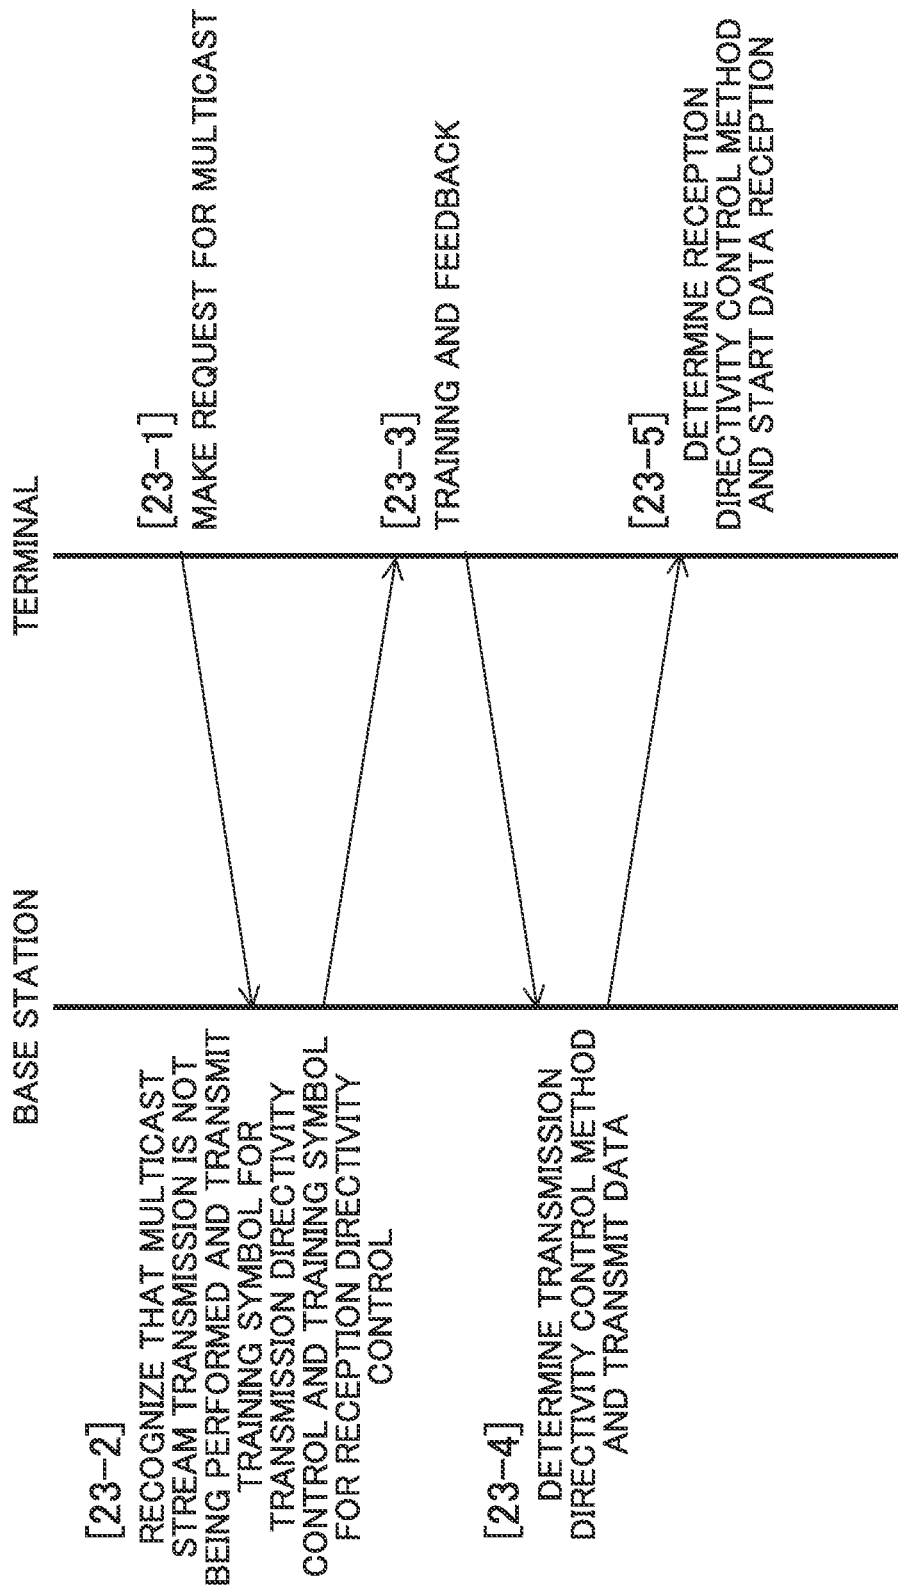 BASE STATION
TERMINAL
[23-1]
MAKE REQUEST FOR MULTICAST
[23-2]
RECOGNIZE THAT MULTICAST
STREAM TRANSMISSION IS NOT
BEING PERFORMED AND TRANSMIT
TRAINING SYMBOL FOR
TRANSMISSION DIRECTIVITY
CONTROL AND TRAINING SYMBOL
FOR RECEPTION DIRECTIVITY
CONTROL
[23-3]
TRAINING AND FEEDBACK
[23-4]
DETERMINE TRANSMISSION
DIRECTIVITY CONTROL METHOD
AND TRANSMIT DATA
[23-5]
DETERMINE RECEPTION
DIRECTIVITY CONTROL METHOD
AND START DATA RECEPTION